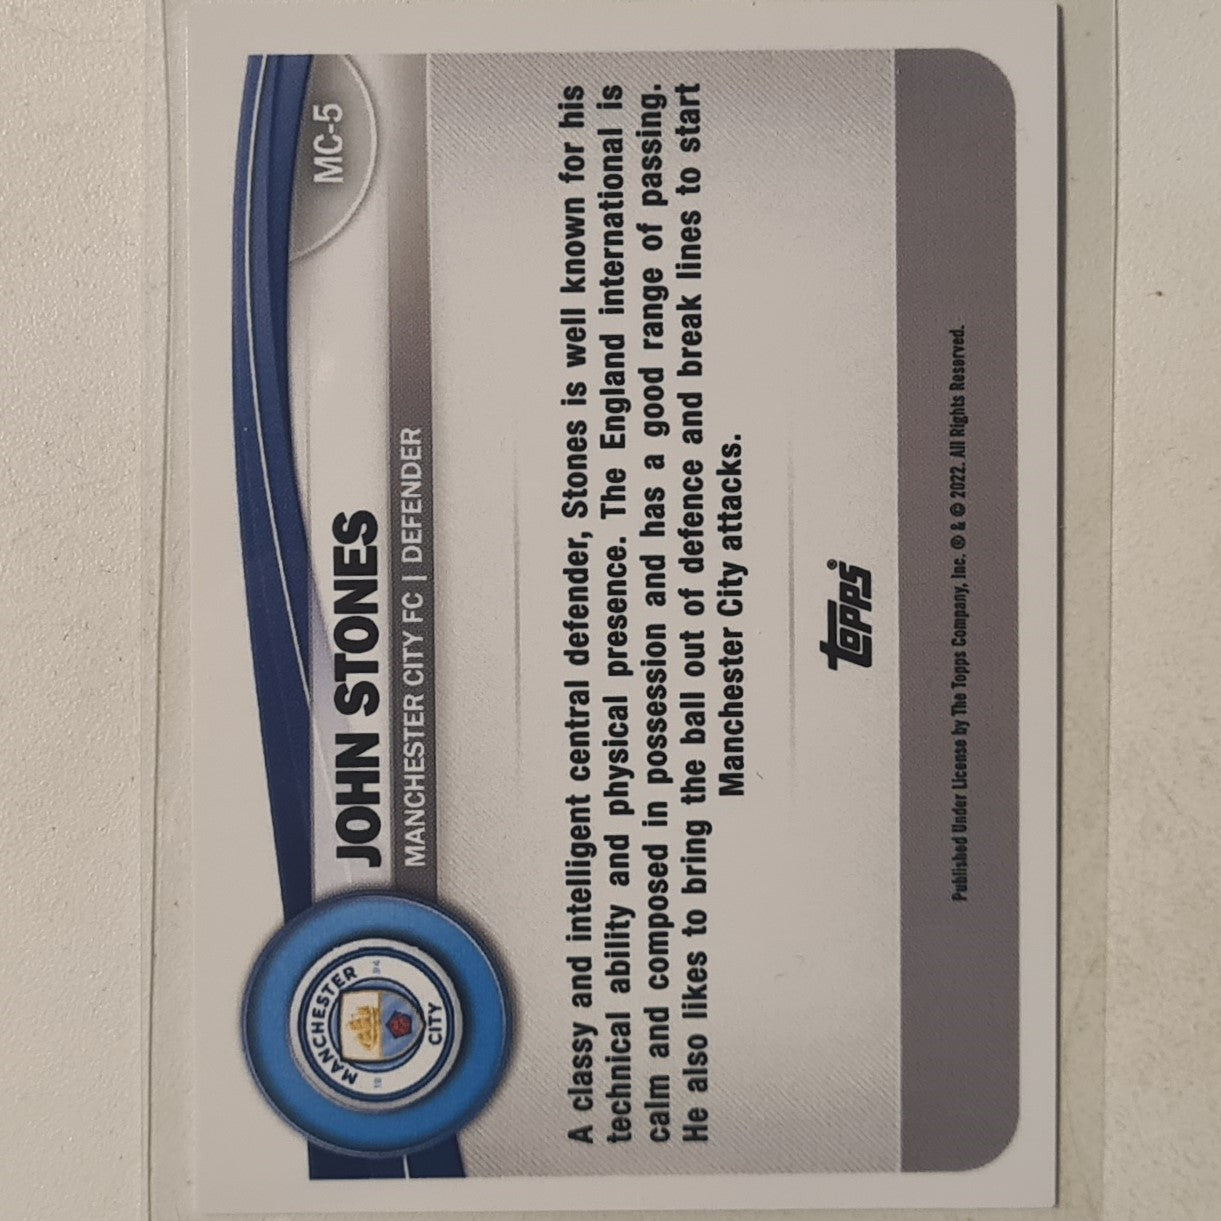 MC-5
JOHN STONES
MANCHESTER CITY FC | DEFENDER
MANCHESTER
18 94
CITY
A classy and intelligent central defender, Stones is well known for his
technical ability and physical presence. The England international is
calm and composed in possession and has a good range of passing.
He also likes to bring the ball out of defence and break lines to start
Manchester City attacks.
topps®
Published Under License by The Topps Company, Inc. ® & © 2022. All Rights Reserved.